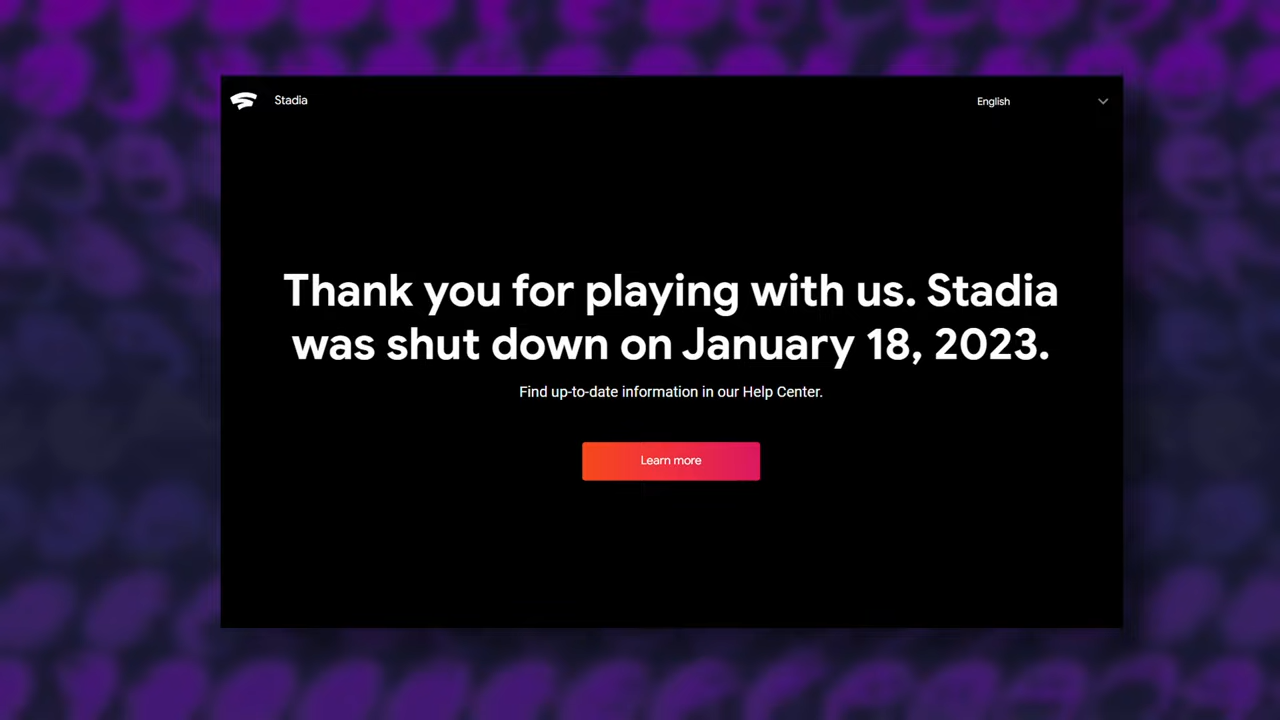 Stadia
English
Thank you for playing with us. Stadia
was shut down on January 18, 2023.
Find up-to-date information in our Help Center.
Learn more